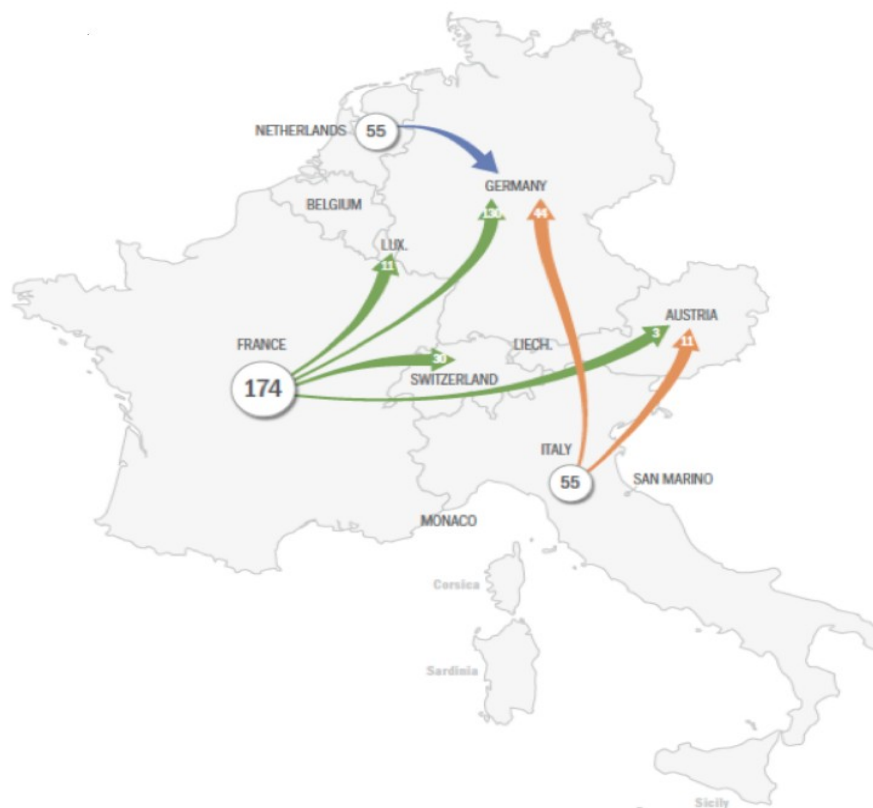 NETHERLANDS
55
GERMANY
BELGIUM
130
44
LUX.
11
AUSTRIA
3
11
FRANCE
LIECH.
30
SWITZERLAND
174
ITALY
55
SAN MARINO
MONACO
Corsica
Sardinia
Sicily